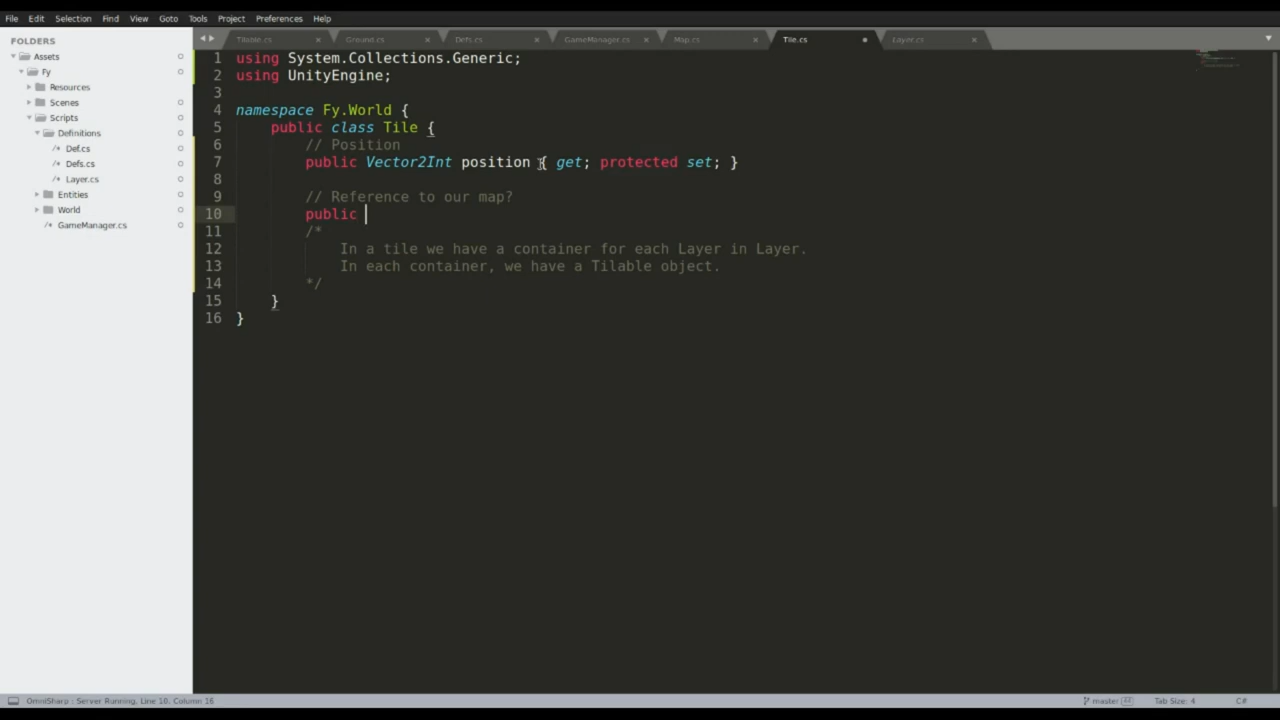 File Edit Selection Find View Goto Tools Project Preferences Help
FOLDERS
Assets
Fy
Resources
Scenes
Scripts
Definitions
/* Def.cs
/* Defs.cs
/* Layer.cs
Entities
World
/* GameManager.cs
Tilable.cs × Ground.cs × Defs.cs × GameManager.cs × Map.cs × Tile.cs Layer.cs ×
1 using System.Collections.Generic;
2 using UnityEngine;
3
4 namespace Fy.World {
5 public class Tile {
6 // Position
7 public Vector2Int position { get; protected set; }
8
9 // Reference to our map?
10 public
11 /*
12 In a tile we have a container for each Layer in Layer.
13 In each container, we have a Tilable object.
14 */
15 }
16 }
OmniSharp : Server Running, Line 10, Column 16
master 22 Tab Size: 4 C#